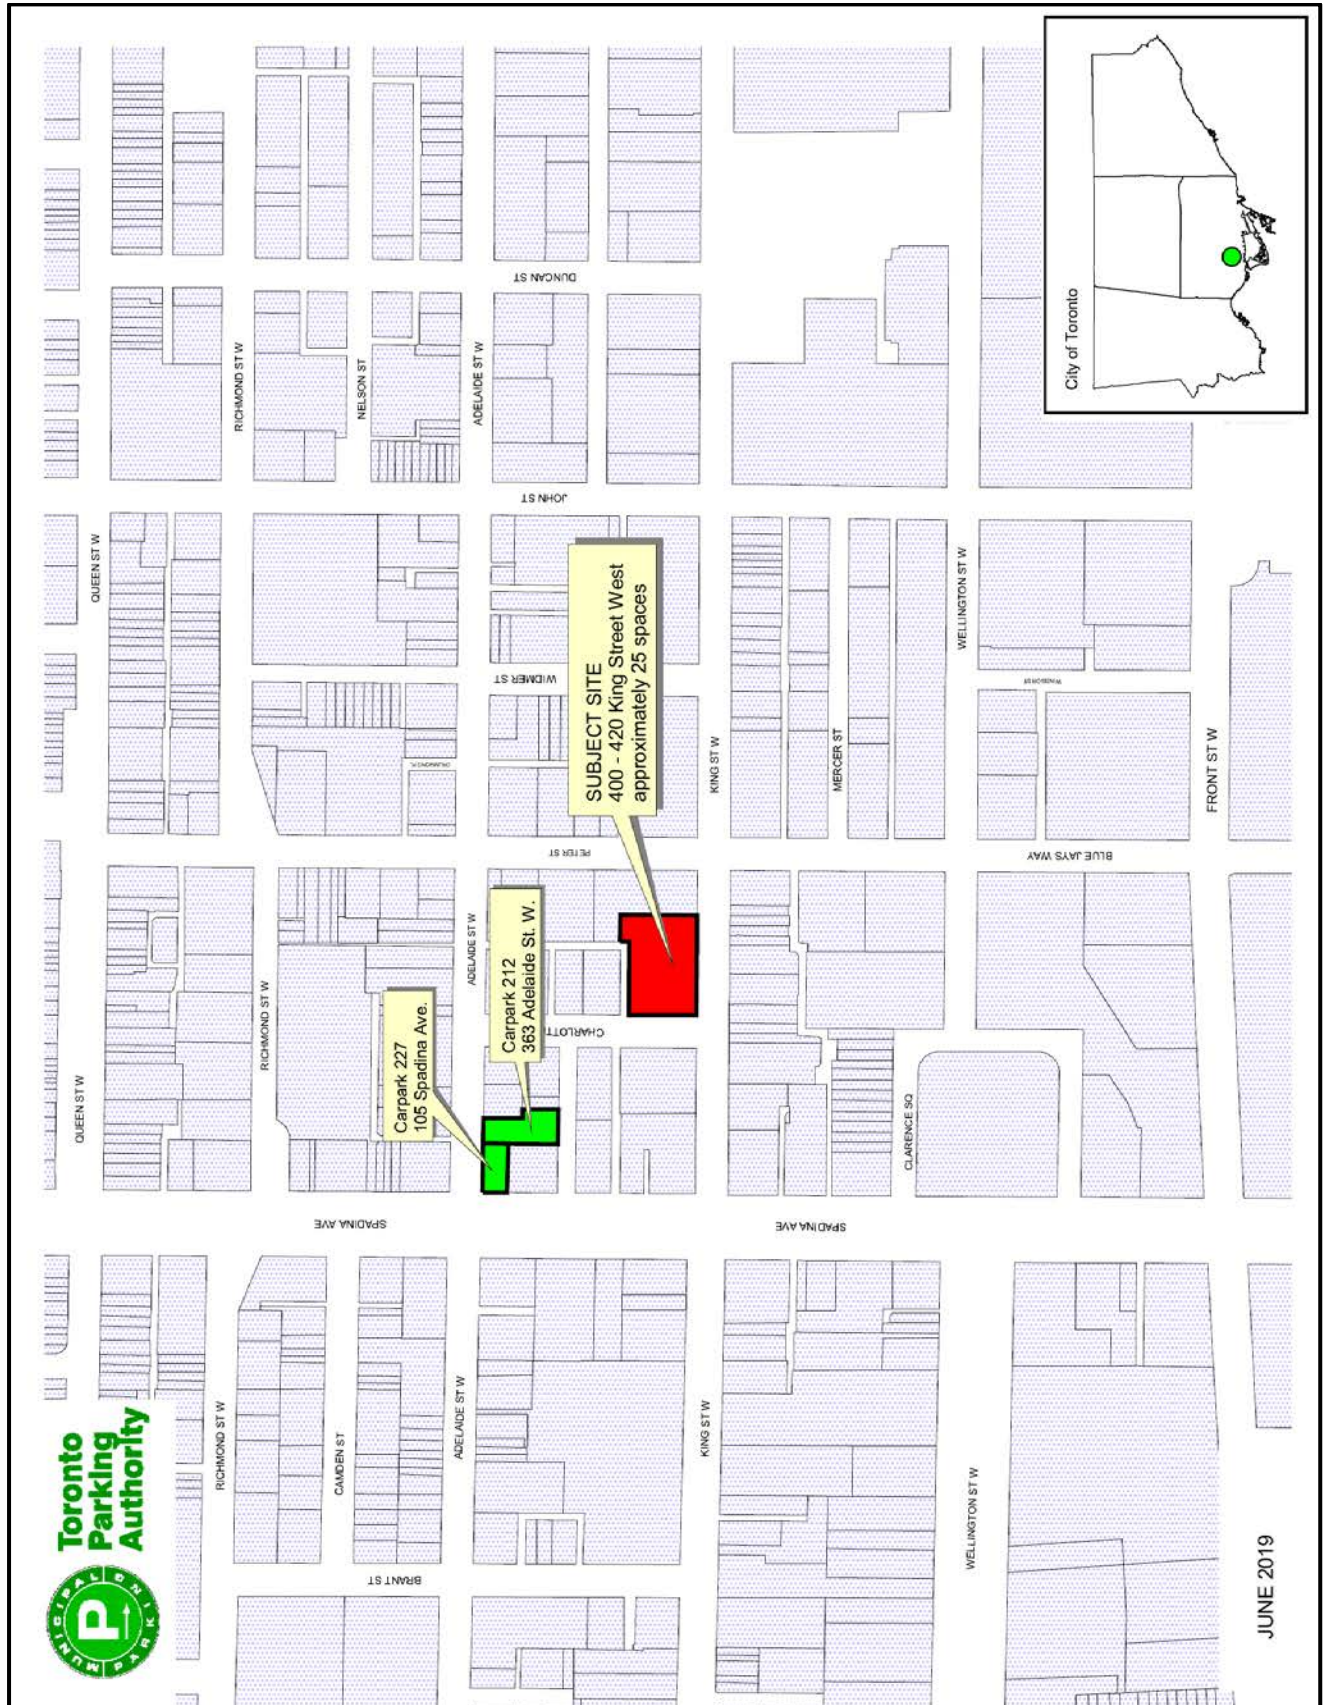 Toronto
Parking
Authority
MUNICIPAL PARKING
P
QUEEN ST W
QUEEN ST W
RICHMOND ST W
RICHMOND ST W
RICHMOND ST W
NELSON ST
CAMDEN ST
ADELAIDE ST W
ADELAIDE ST W
ADELAIDE ST W
BRANT ST
SPADINA AVE
SPADINA AVE
PETER ST
WIDMER ST
JOHN ST
DUNCAN ST
Carpark 227
105 Spadina Ave.
Carpark 212
363 Adelaide St. W.
SUBJECT SITE
400 - 420 King Street West
approximately 25 spaces
KING ST W
KING ST W
MERCER ST
CLARENCE SQ
BLUE JAYS WAY
WELLINGTON ST W
WELLINGTON ST W
FRONT ST W
City of Toronto
JUNE 2019